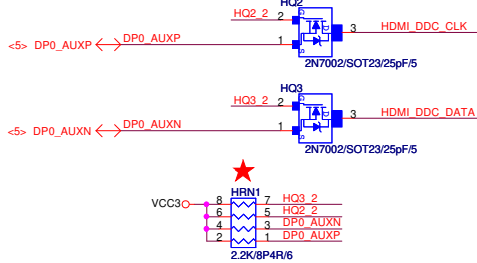 HQ2
HQ2_2 2
G
D
S
3 HDMI_DDC_CLK
<5> DP0_AUXP DP0_AUXP 1
2N7002/SOT23/25pF/5
HQ3
HQ3_2 2
G
D
S
3 HDMI_DDC_DATA
<5> DP0_AUXN DP0_AUXN 1
2N7002/SOT23/25pF/5
HRN1
VCC3 8 7 HQ3_2
6 5 HQ2_2
4 3 DP0_AUXN
2 1 DP0_AUXP
2.2K/8P4R/6